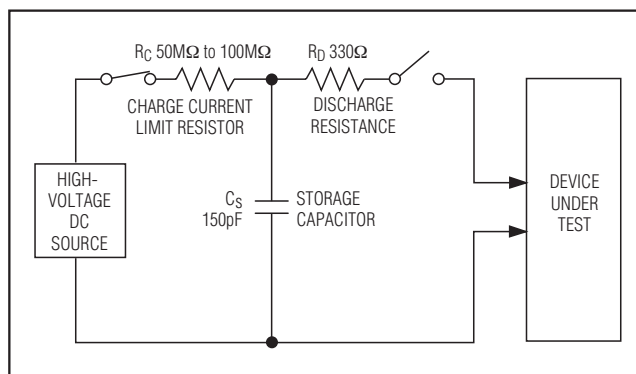 R_C 50MΩ to 100MΩ
CHARGE CURRENT
LIMIT RESISTOR
R_D 330Ω
DISCHARGE
RESISTANCE
HIGH-
VOLTAGE
DC
SOURCE
C_S
150pF
STORAGE
CAPACITOR
DEVICE
UNDER
TEST